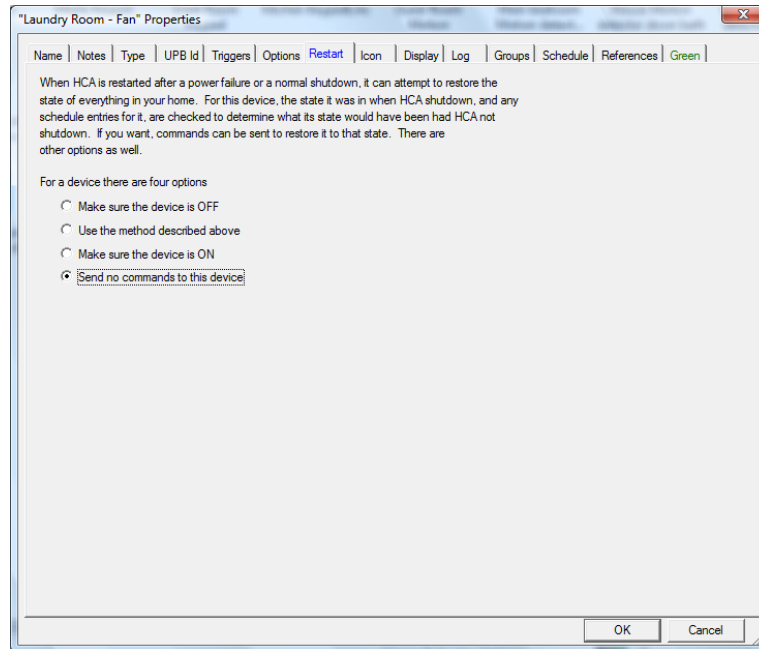 "Laundry Room - Fan" Properties
Name Notes Type UPB Id Triggers Options Restart Icon Display Log Groups Schedule References Green
When HCA is restarted after a power failure or a normal shutdown, it can attempt to restore the
state of everything in your home. For this device, the state it was in when HCA shutdown, and any
schedule entries for it, are checked to determine what its state would have been had HCA not
shutdown. If you want, commands can be sent to restore it to that state. There are
other options as well.
For a device there are four options
Make sure the device is OFF
Use the method described above
Make sure the device is ON
Send no commands to this device
OK Cancel